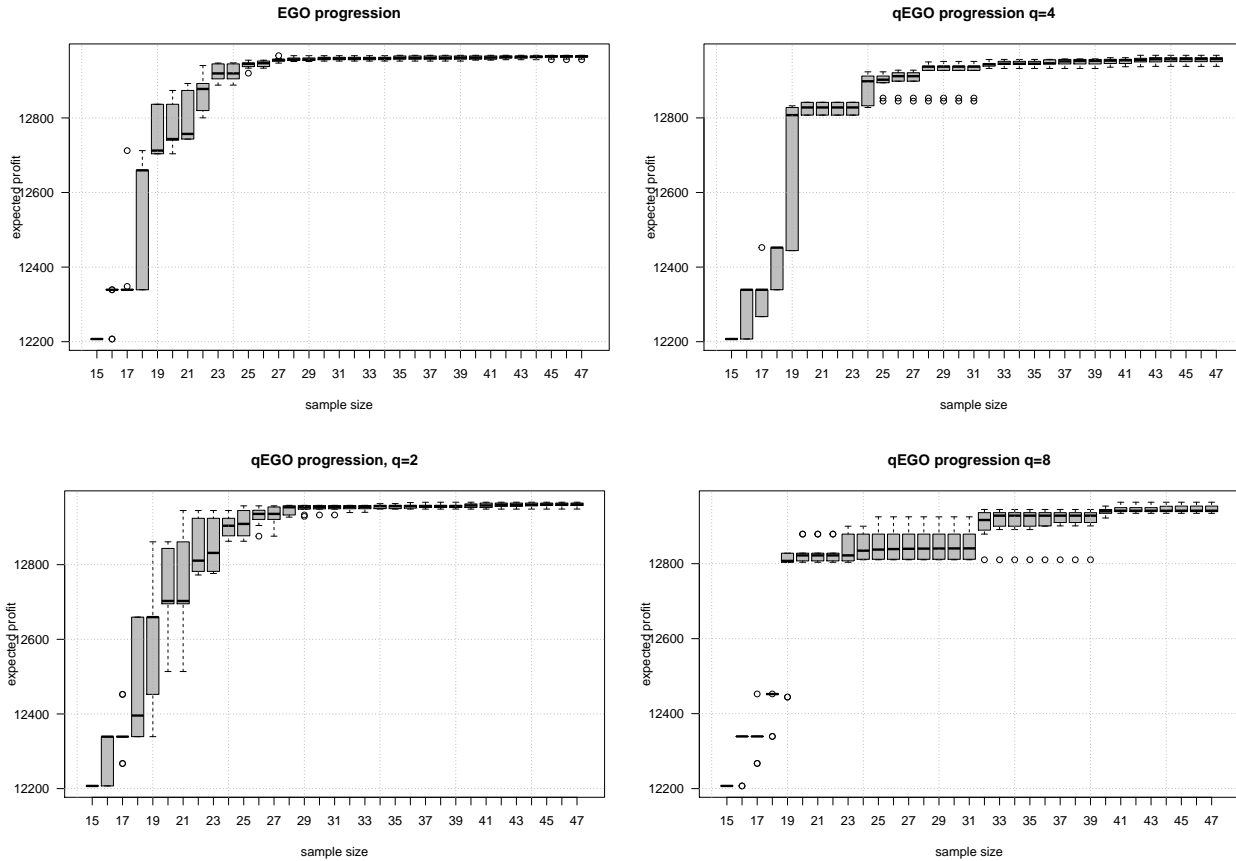 EGO progression
expected profit
12800
12600
12400
12200
15 17 19 21 23 25 27 29 31 33 35 37 39 41 43 45 47
sample size
qEGO progression q=4
expected profit
12800
12600
12400
12200
15 17 19 21 23 25 27 29 31 33 35 37 39 41 43 45 47
sample size
qEGO progression, q=2
expected profit
12800
12600
12400
12200
15 17 19 21 23 25 27 29 31 33 35 37 39 41 43 45 47
sample size
qEGO progression q=8
expected profit
12800
12600
12400
12200
15 17 19 21 23 25 27 29 31 33 35 37 39 41 43 45 47
sample size